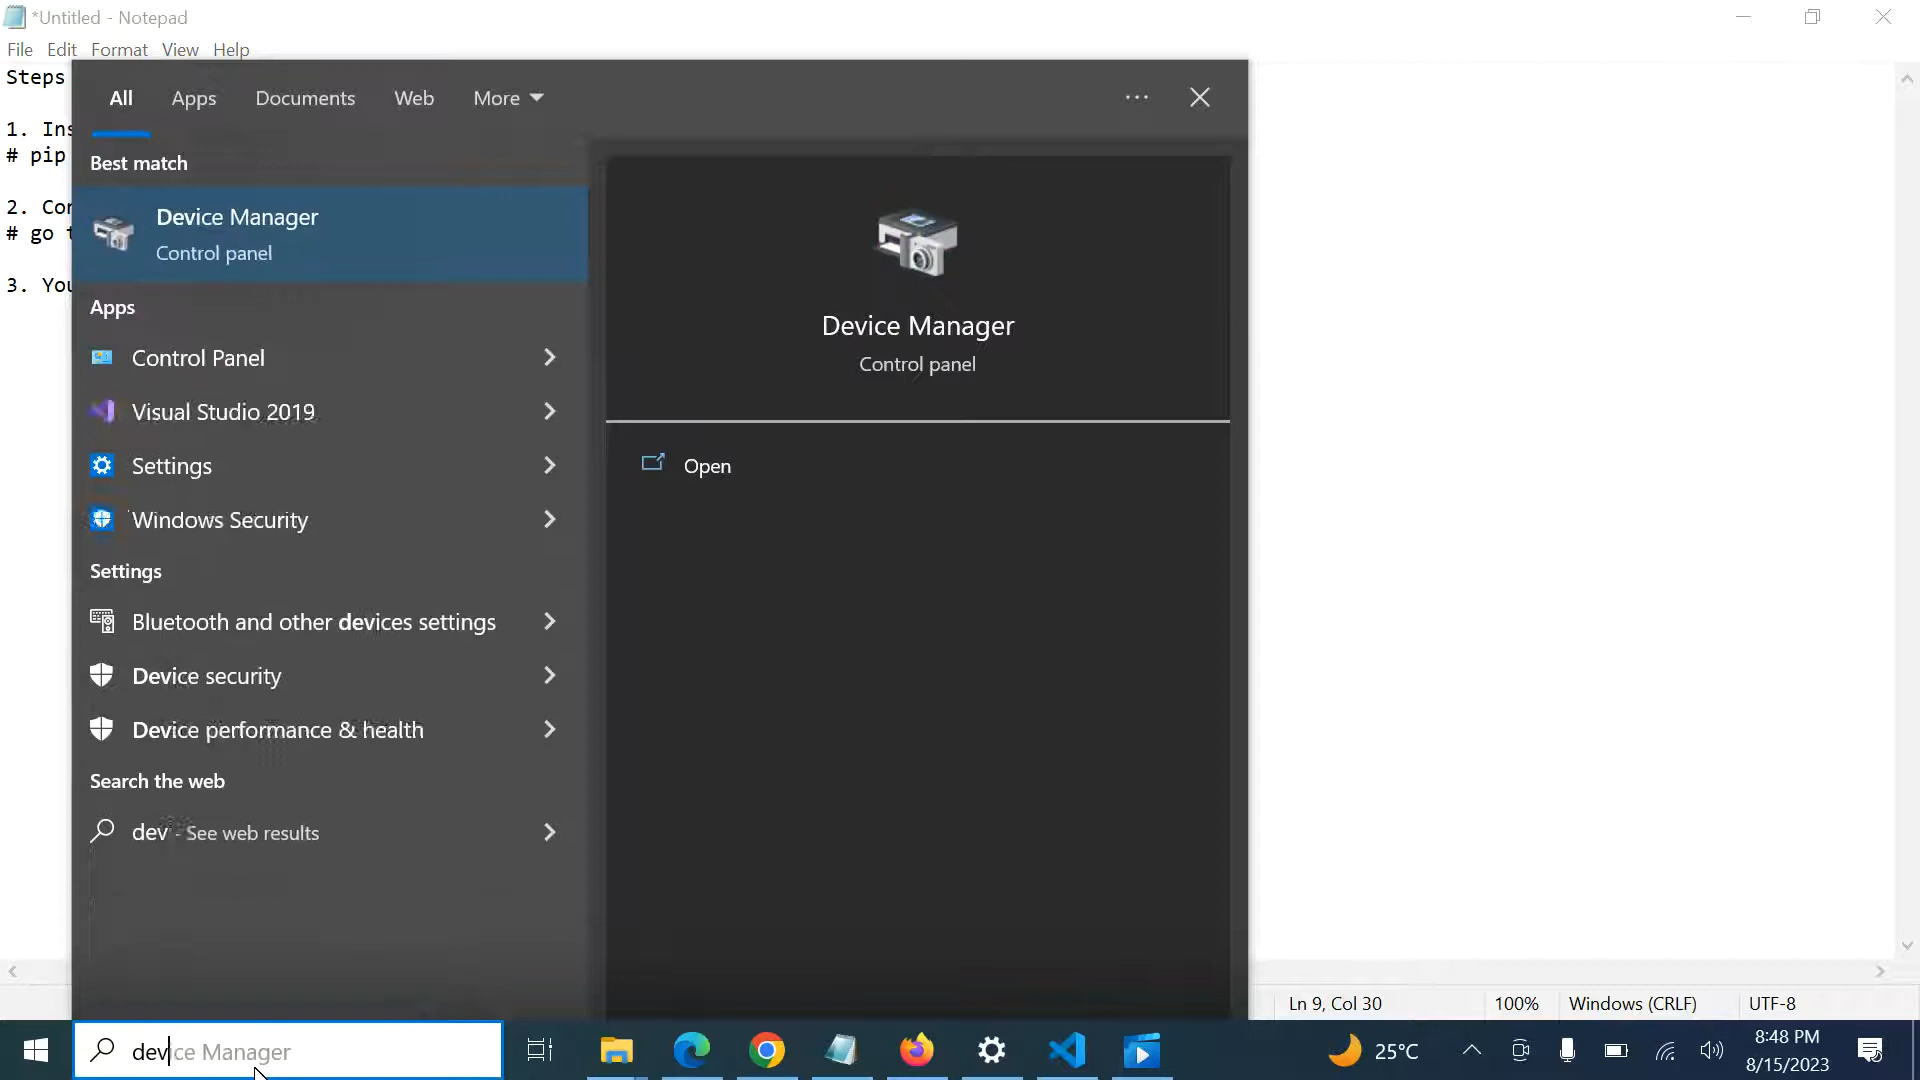 *Untitled - Notepad
File Edit Format View Help
Steps
1. Ins
# pip
2. Con
# go t
3. You
All Apps Documents Web More
Best match
Device Manager
Control panel
Apps
Control Panel
Visual Studio 2019
Settings
Windows Security
Settings
Bluetooth and other devices settings
Device security
Device performance & health
Search the web
dev - See web results
Device Manager
Control panel
Open
Ln 9, Col 30 100% Windows (CRLF) UTF-8
device Manager
25°C
8:48 PM
8/15/2023